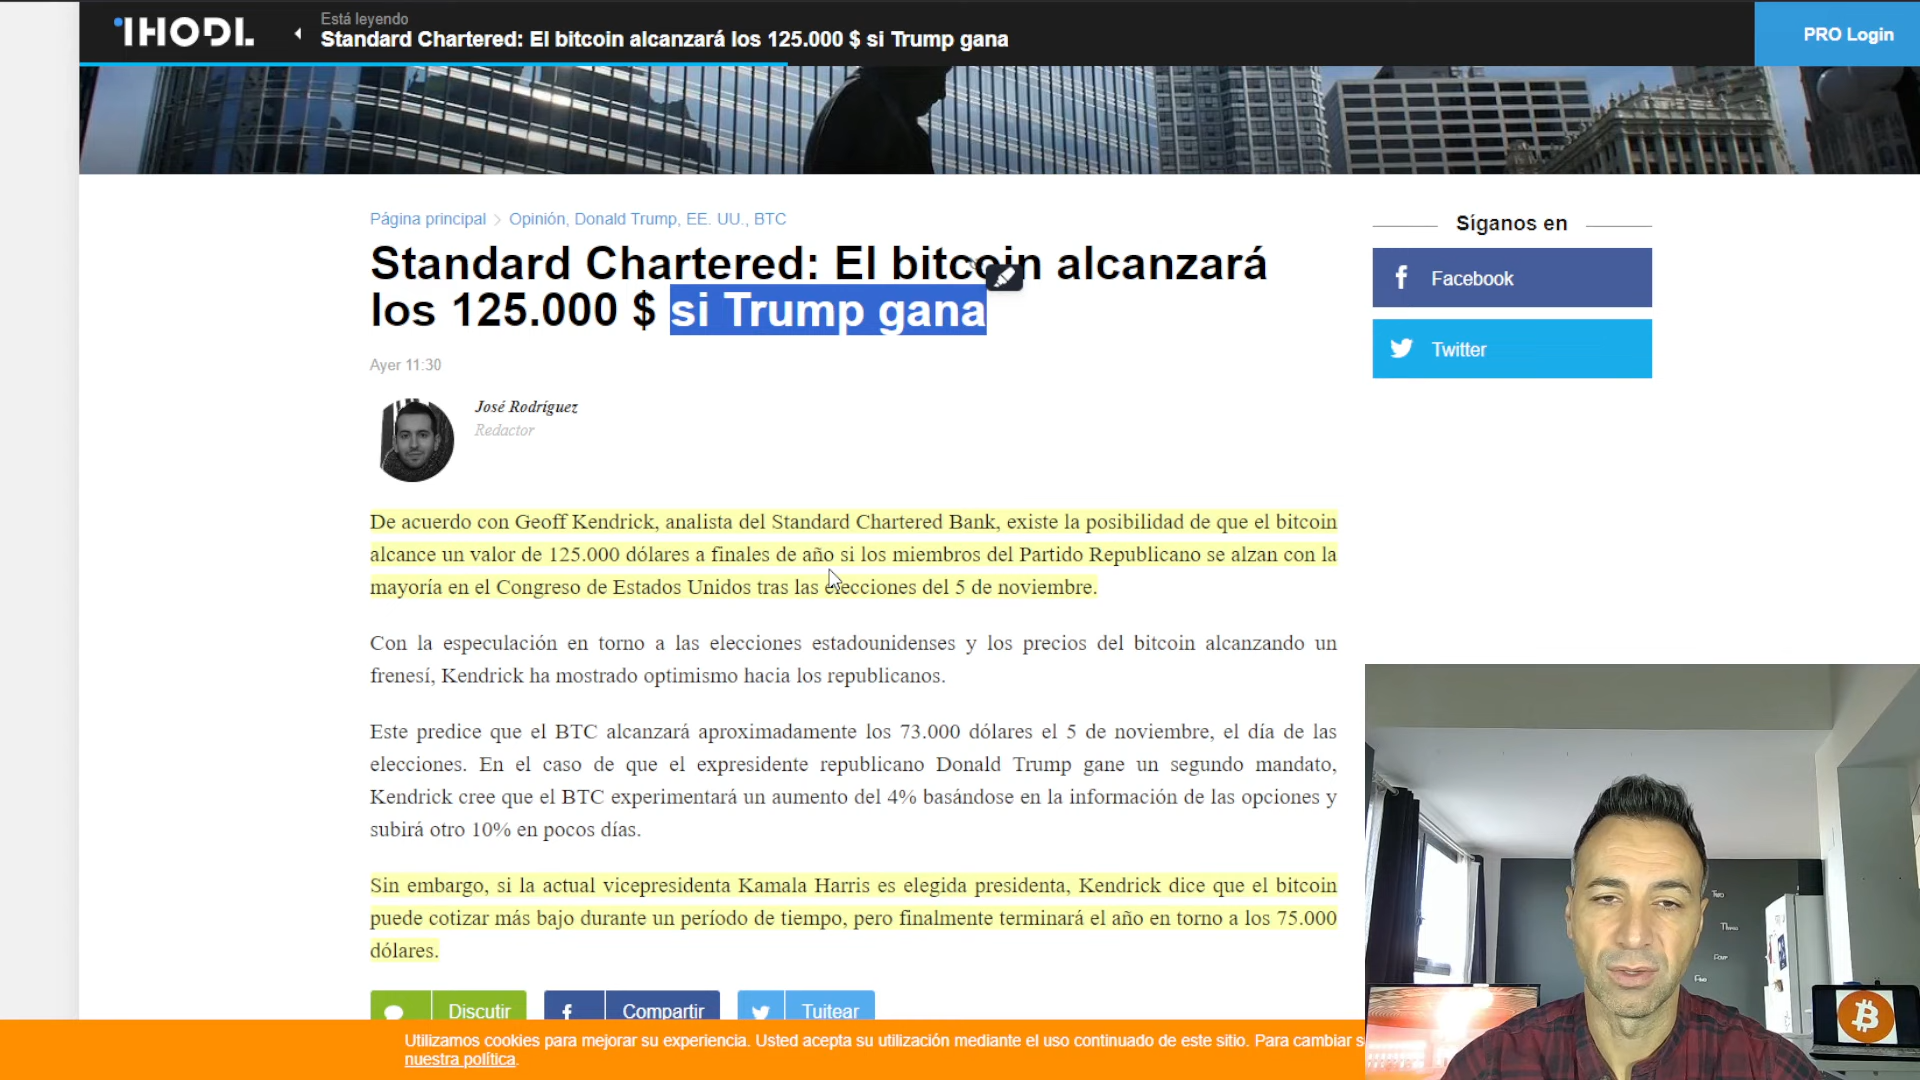 IHODL
Está leyendo
Standard Chartered: El bitcoin alcanzará los 125.000 $ si Trump gana
PRO Login
Página principal > Opinión, Donald Trump, EE. UU., BTC
Standard Chartered: El bitcoin alcanzará
los 125.000 $ si Trump gana
Ayer 11:30
José Rodríguez
Redactor
Síganos en
Facebook
Twitter
De acuerdo con Geoff Kendrick, analista del Standard Chartered Bank, existe la posibilidad de que el bitcoin
alcance un valor de 125.000 dólares a finales de año si los miembros del Partido Republicano se alzan con la
mayoría en el Congreso de Estados Unidos tras las elecciones del 5 de noviembre.
Con la especulación en torno a las elecciones estadounidenses y los precios del bitcoin alcanzando un
frenesí, Kendrick ha mostrado optimismo hacia los republicanos.
Este predice que el BTC alcanzará aproximadamente los 73.000 dólares el 5 de noviembre, el día de las
elecciones. En el caso de que el expresidente republicano Donald Trump gane un segundo mandato,
Kendrick cree que el BTC experimentará un aumento del 4% basándose en la información de las opciones y
subirá otro 10% en pocos días.
Sin embargo, si la actual vicepresidenta Kamala Harris es elegida presidenta, Kendrick dice que el bitcoin
puede cotizar más bajo durante un período de tiempo, pero finalmente terminará el año en torno a los 75.000
dólares.
Discutir
Compartir
Tuitear
Utilizamos cookies para mejorar su experiencia. Usted acepta su utilización mediante el uso continuado de este sitio. Para cambiar
nuestra política.